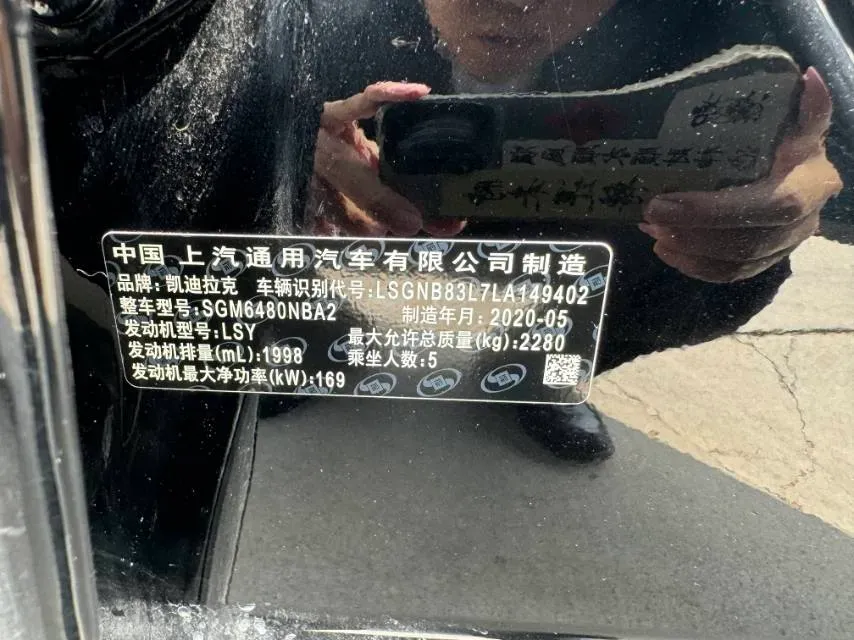 中国 上汽通用汽车有限公司制造
品牌:凯迪拉克 车辆识别代号:LSGNB83L7LA149402
整车型号:SGM6480NBA2 制造年月:2020-05
发动机型号:LSY 最大允许总质量(kg):2280
发动机排量(mL):1998 乘坐人数:5
发动机最大净功率(kW):169